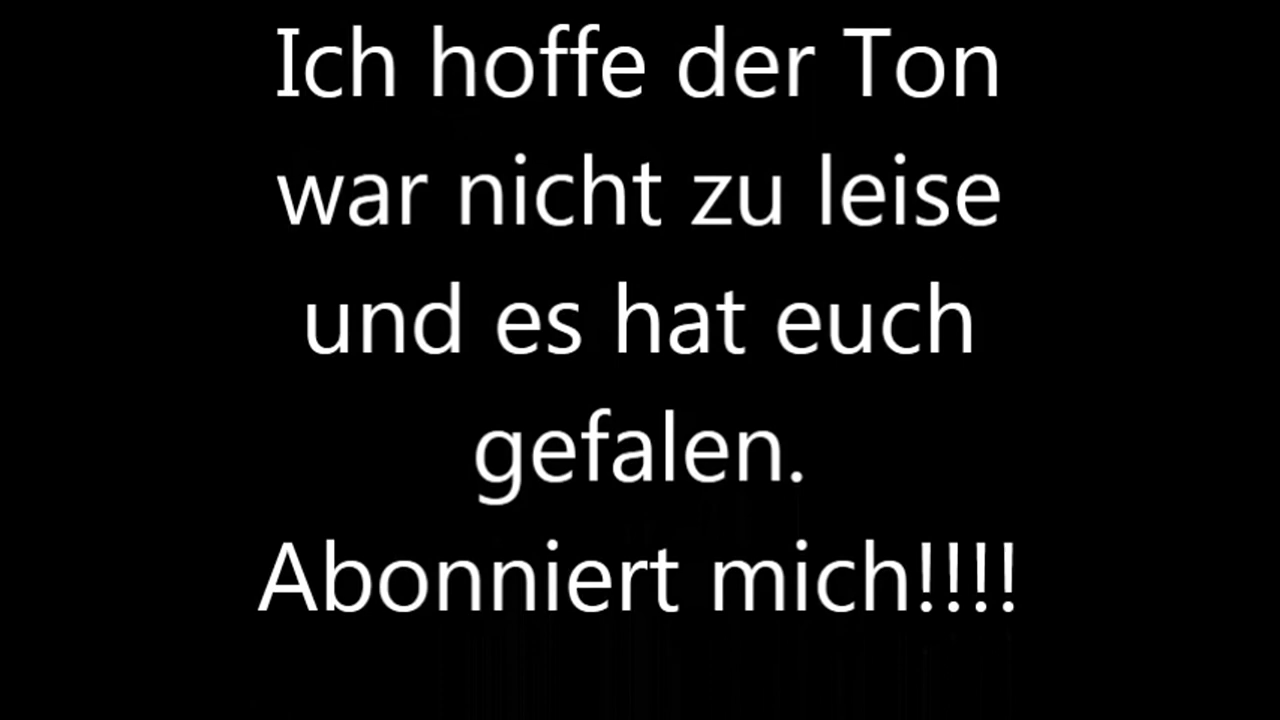 Ich hoffe der Ton
war nicht zu leise
und es hat euch
gefalen.
Abonniert mich!!!!